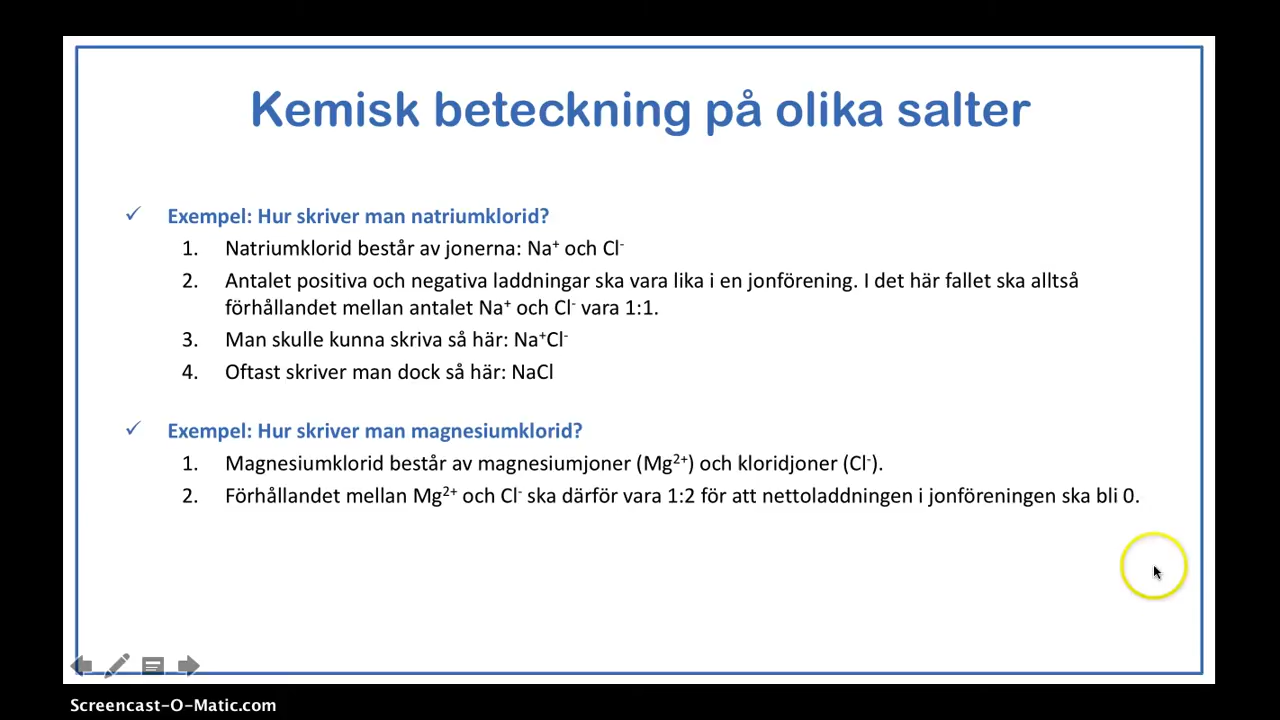 Kemisk beteckning på olika salter
✓ Exempel: Hur skriver man natriumklorid?
1. Natriumklorid består av jonerna: Na⁺ och Cl⁻
2. Antalet positiva och negativa laddningar ska vara lika i en jonförening. I det här fallet ska alltså
förhållandet mellan antalet Na⁺ och Cl⁻ vara 1:1.
3. Man skulle kunna skriva så här: Na⁺Cl⁻
4. Oftast skriver man dock så här: NaCl
✓ Exempel: Hur skriver man magnesiumklorid?
1. Magnesiumklorid består av magnesiumjoner (Mg²⁺) och kloridjoner (Cl⁻).
2. Förhållandet mellan Mg²⁺ och Cl⁻ ska därför vara 1:2 för att nettoladdningen i jonföreningen ska bli 0.
Screencast-O-Matic.com